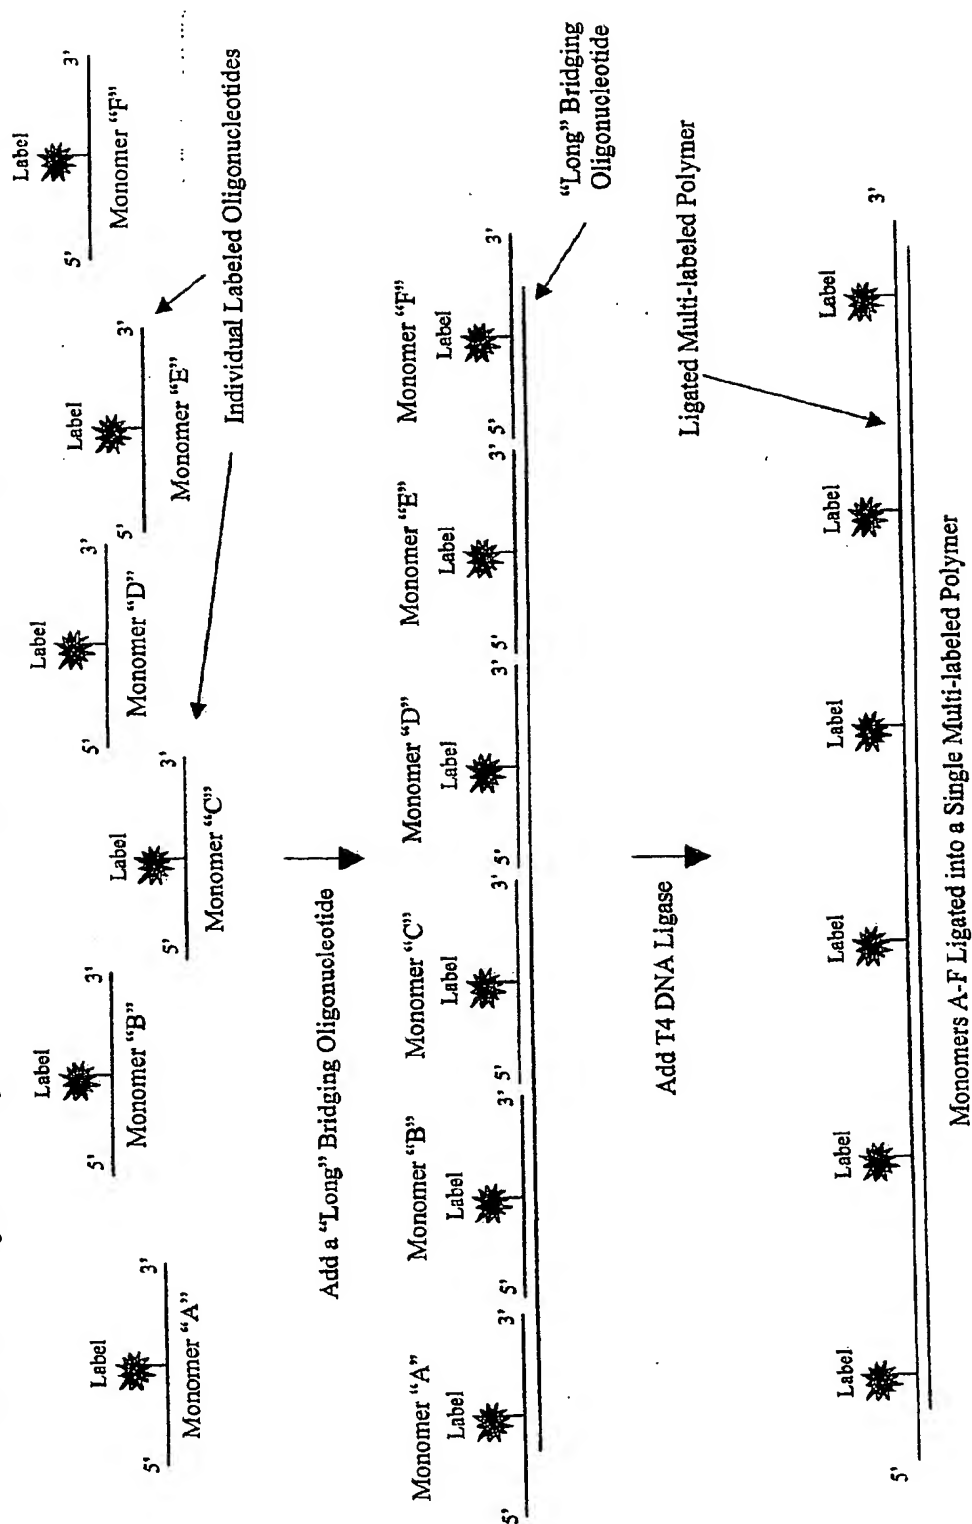 Label
Label
Label
Label
Label
Label
5' 3'
Monomer "A"
5' 3'
Monomer "B"
5' 3'
Monomer "C"
5' 3'
Monomer "D"
5' 3'
Monomer "E"
5' 3'
Monomer "F"
Individual Labeled Oligonucleotides
Add a "Long" Bridging Oligonucleotide
Monomer "A"
Label
5' 3'
Monomer "B"
Label
5' 3'
Monomer "C"
Label
5' 3'
Monomer "D"
Label
5' 3'
Monomer "E"
Label
5' 3'
Monomer "F"
Label
5' 3'
"Long" Bridging
Oligonucleotide
Add T4 DNA Ligase
Ligated Multi-labeled Polymer
Label
Label
Label
Label
Label
Label
5' 3'
Monomers A-F Ligated into a Single Multi-labeled Polymer